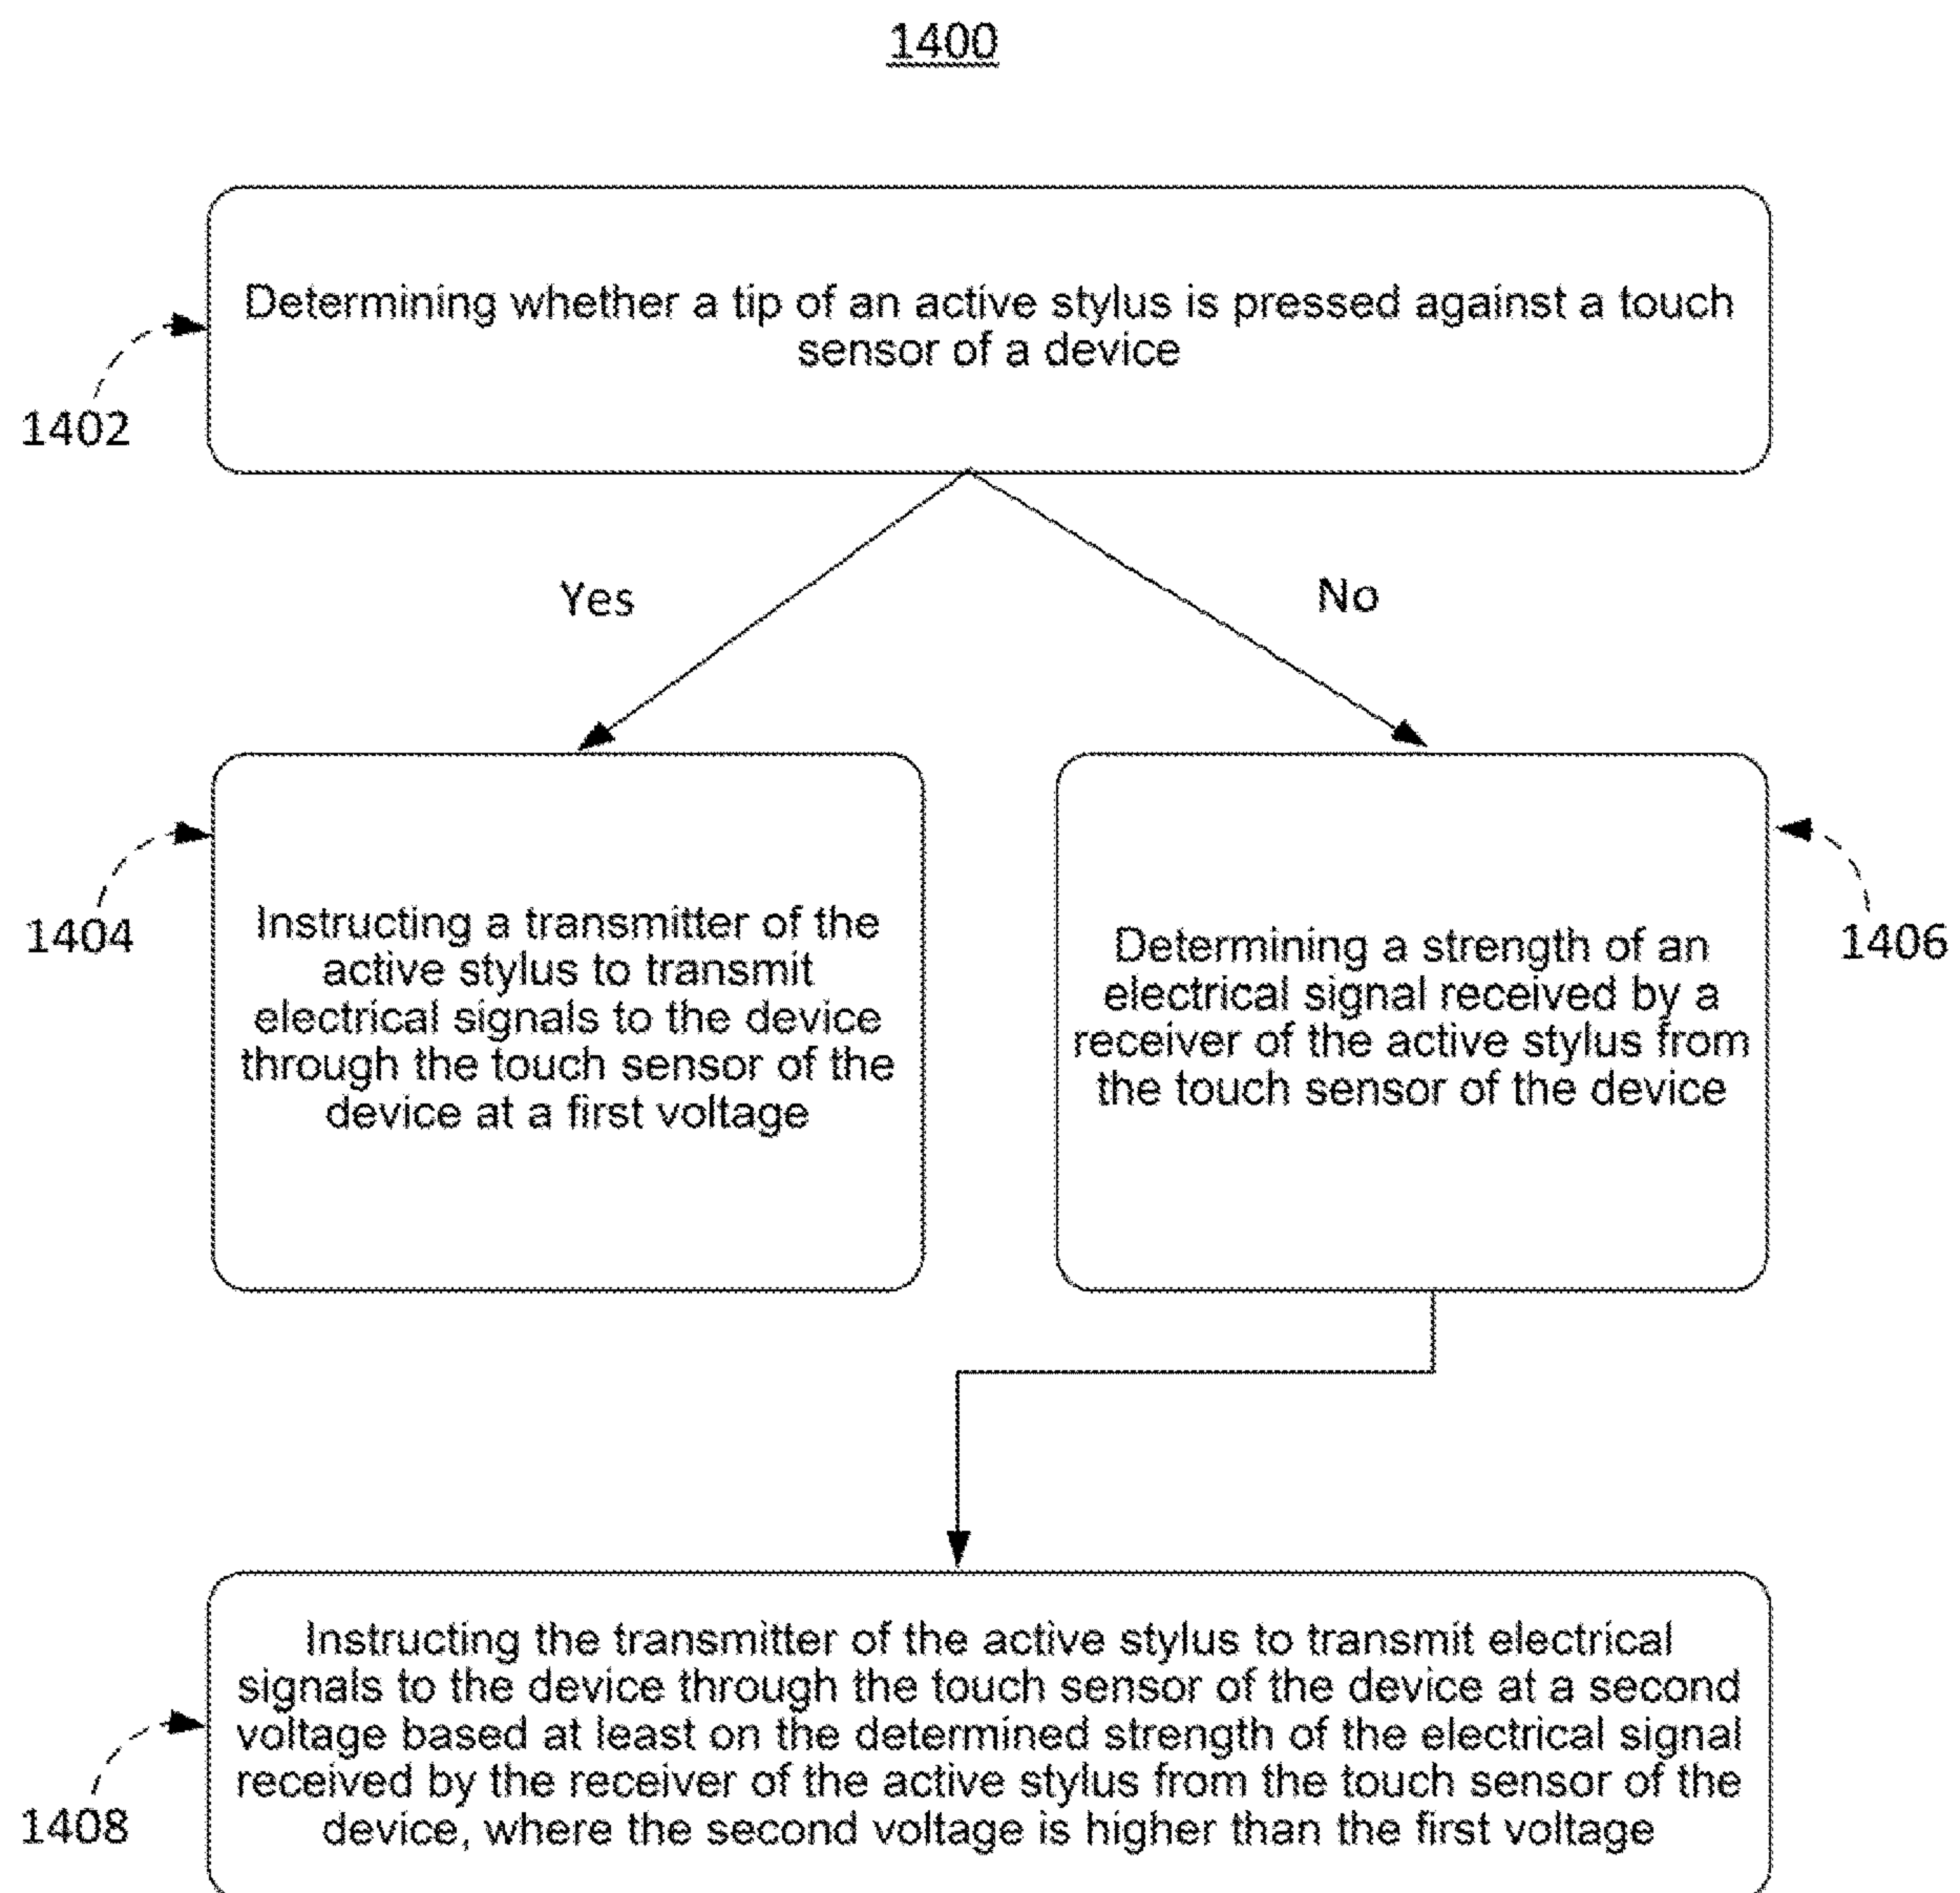 1400
Determining whether a tip of an active stylus is pressed against a touch
sensor of a device
1402
Yes
No
Instructing a transmitter of the
active stylus to transmit
electrical signals to the device
through the touch sensor of the
device at a first voltage
1404
Determining a strength of an
electrical signal received by a
receiver of the active stylus from
the touch sensor of the device
1406
Instructing the transmitter of the active stylus to transmit electrical
signals to the device through the touch sensor of the device at a second
voltage based at least on the determined strength of the electrical signal
received by the receiver of the active stylus from the touch sensor of the
device, where the second voltage is higher than the first voltage
1408